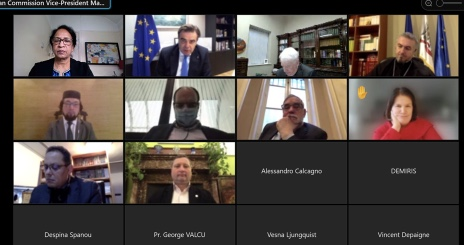 an Commission Vice-President Ma...
Alessandro Calcagno
DEMIRIS
Despina Spanou
Pr. George VALCU
Vesna Ljungquist
Vincent Depaigne